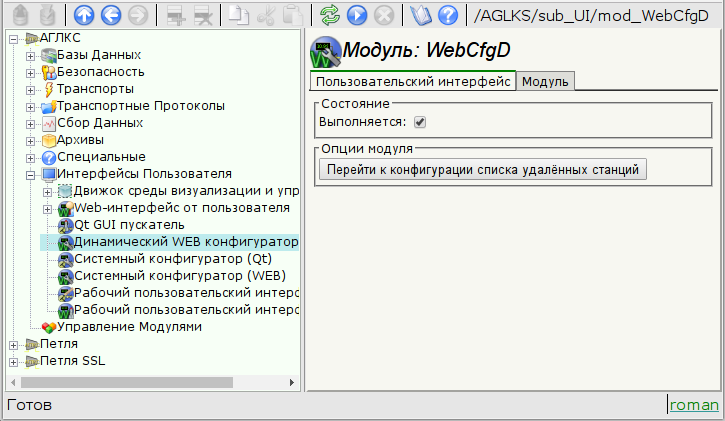 /AGLKS/sub_UI/mod_WebCfgD
АГЛКС
Базы Данных
Безопасность
Транспорты
Транспортные Протоколы
Сбор Данных
Архивы
Специальные
Интерфейсы Пользователя
Движок среды визуализации и упр
Web-интерфейс от пользователя
Qt GUI пускатель
Динамический WEB конфигуратор
Системный конфигуратор (Qt)
Системный конфигуратор (WEB)
Рабочий пользовательский интерс
Рабочий пользовательский интерс
Управление Модулями
Петля
Петля SSL
Модуль: WebCfgD
Пользовательский интерфейс
Модуль
Состояние
Выполняется:
Опции модуля
Перейти к конфигурации списка удалённых станций
Готов
roman